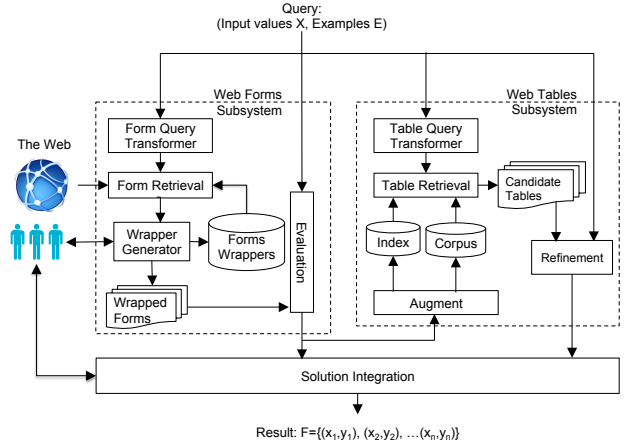 Query:
(Input values X, Examples E)
Web Forms
Subsystem
Web Tables
Subsystem
The Web
Form Query
Transformer
Table Query
Transformer
Form Retrieval
Table Retrieval
Candidate
Tables
Wrapper
Generator
Forms
Wrappers
Evaluation
Index
Corpus
Refinement
Wrapped
Forms
Augment
Solution Integration
Result: F={(x₁,y₁), (x₂,y₂), …(xₙ,yₙ)}